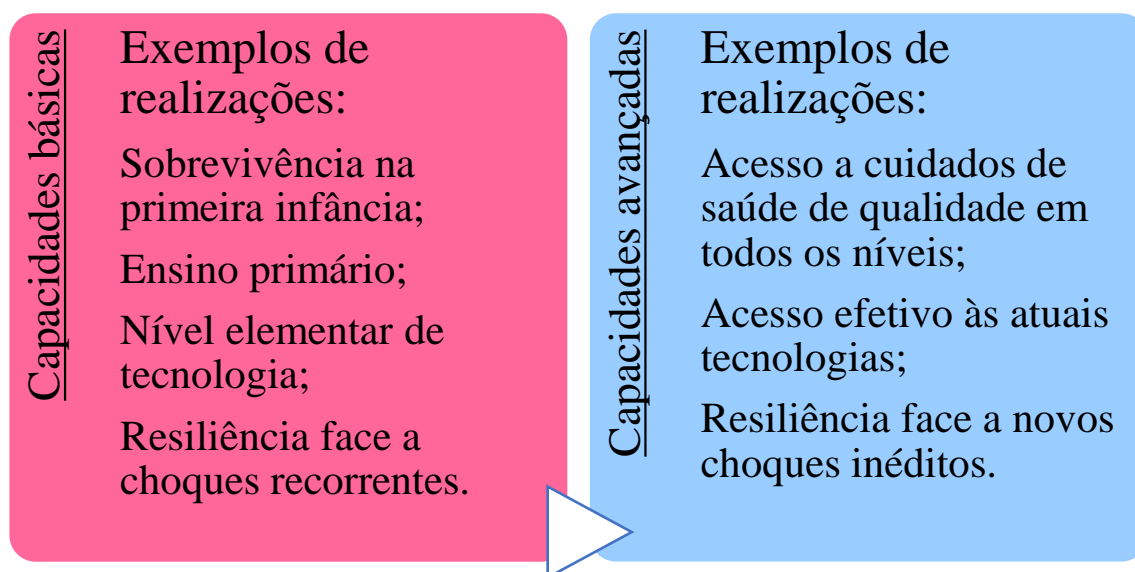 Capacidades básicas
Exemplos de
realizações:
Sobrevivência na
primeira infância;
Ensino primário;
Nível elementar de
tecnologia;
Resiliência face a
choques recorrentes.
Capacidades avançadas
Exemplos de
realizações:
Acesso a cuidados de
saúde de qualidade em
todos os níveis;
Acesso efetivo às atuais
tecnologias;
Resiliência face a novos
choques inéditos.